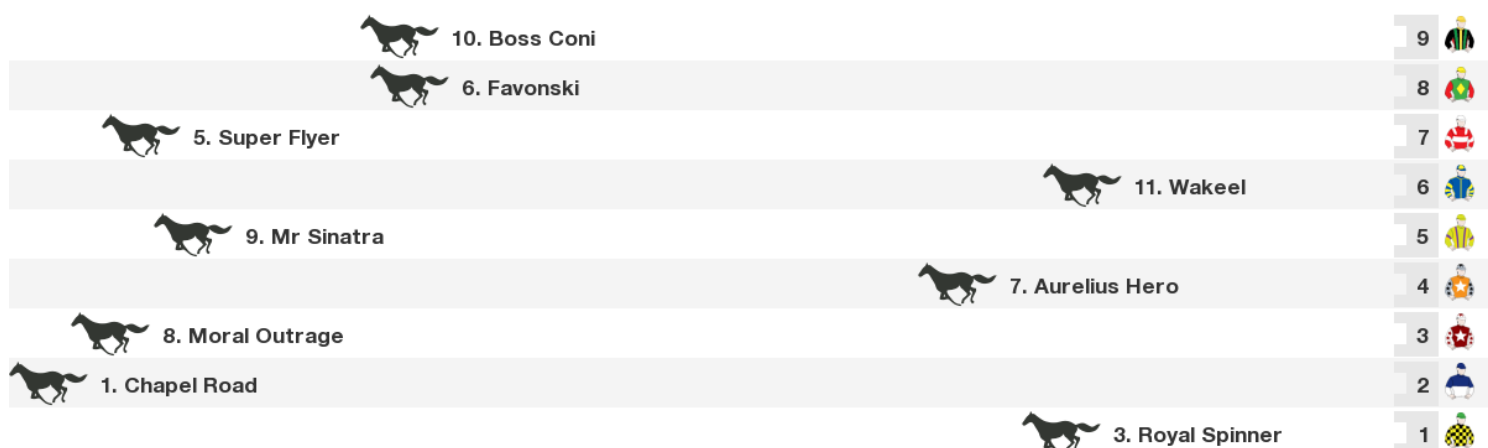 10. Boss Coni 9
6. Favonski 8
5. Super Flyer 7
11. Wakeel 6
9. Mr Sinatra 5
7. Aurelius Hero 4
8. Moral Outrage 3
1. Chapel Road 2
3. Royal Spinner 1